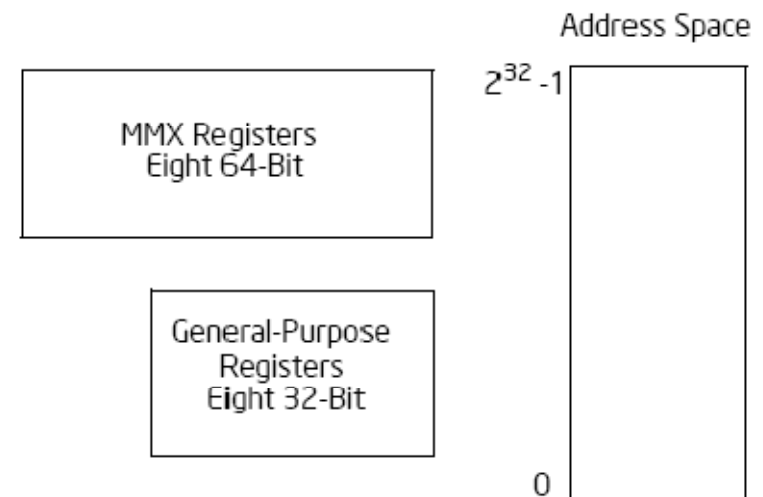 Address Space
2³² -1
MMX Registers
Eight 64-Bit
General-Purpose
Registers
Eight 32-Bit
0